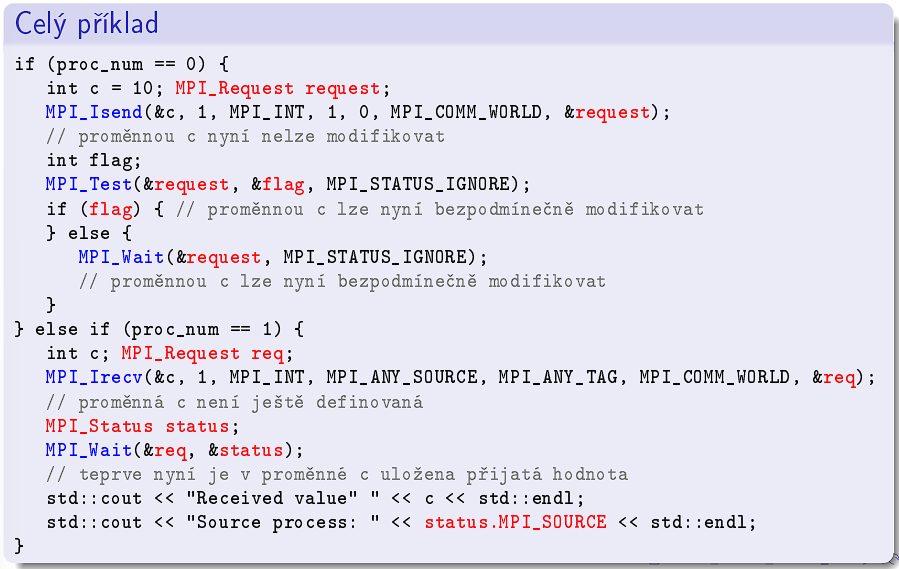 Celý příklad
if (proc_num == 0) {
   int c = 10; MPI_Request request;
   MPI_Isend(&c, 1, MPI_INT, 1, 0, MPI_COMM_WORLD, &request);
   // proměnnou c nyní nelze modifikovat
   int flag;
   MPI_Test(&request, &flag, MPI_STATUS_IGNORE);
   if (flag) { // proměnnou c lze nyní bezpodmínečně modifikovat
   } else {
      MPI_Wait(&request, MPI_STATUS_IGNORE);
      // proměnnou c lze nyní bezpodmínečně modifikovat
   }
} else if (proc_num == 1) {
   int c; MPI_Request req;
   MPI_Irecv(&c, 1, MPI_INT, MPI_ANY_SOURCE, MPI_ANY_TAG, MPI_COMM_WORLD, &req);
   // proměnná c není ještě definovaná
   MPI_Status status;
   MPI_Wait(&req, &status);
   // teprve nyní je v proměnné c uložena přijatá hodnota
   std::cout << "Received value" " << c << std::endl;
   std::cout << "Source process: " << status.MPI_SOURCE << std::endl;
}